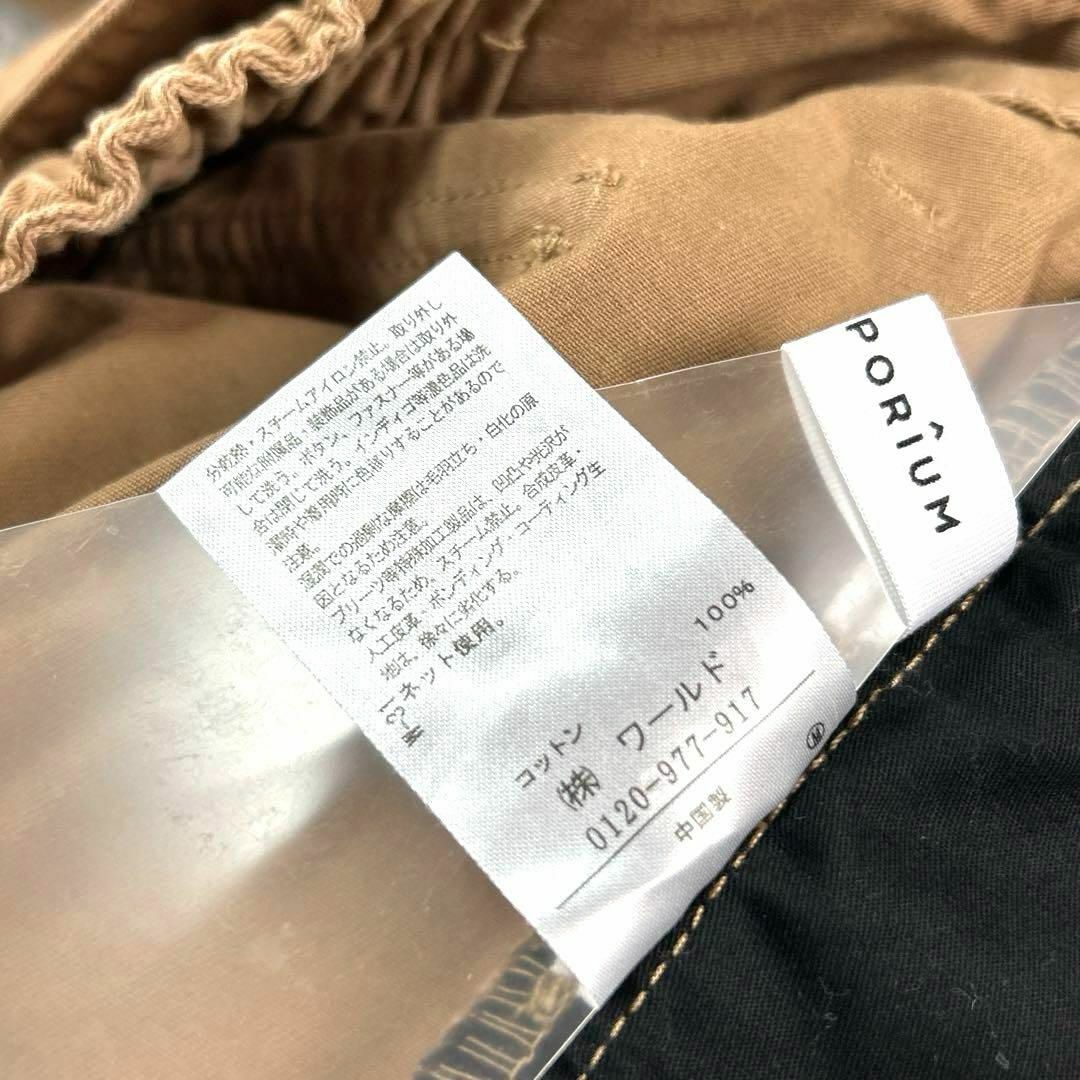 分乾熱・スチームアイロン禁止。取り外し
可能な附属品・装飾品がある場合は取り外
して洗う。ボタン、ファスナー等がある場
合は閉じて洗う。インディゴ等濃色品は洗
濯時や着用時に色移りすることがあるので
注意。
湿潤での過酷な摩擦は毛羽立ち・白化の原
因となるため注意。
プリーツ等特殊加工製品は、凹凸や光沢が
なくなるため、スチーム禁止。合成皮革・
人工皮革・ボンディング・コーティング生
地は、徐々に劣化する。
ネット使用。
W-31
コットン 100%
㈱ ワールド
0120-977-917
中国製
M
PORIUM